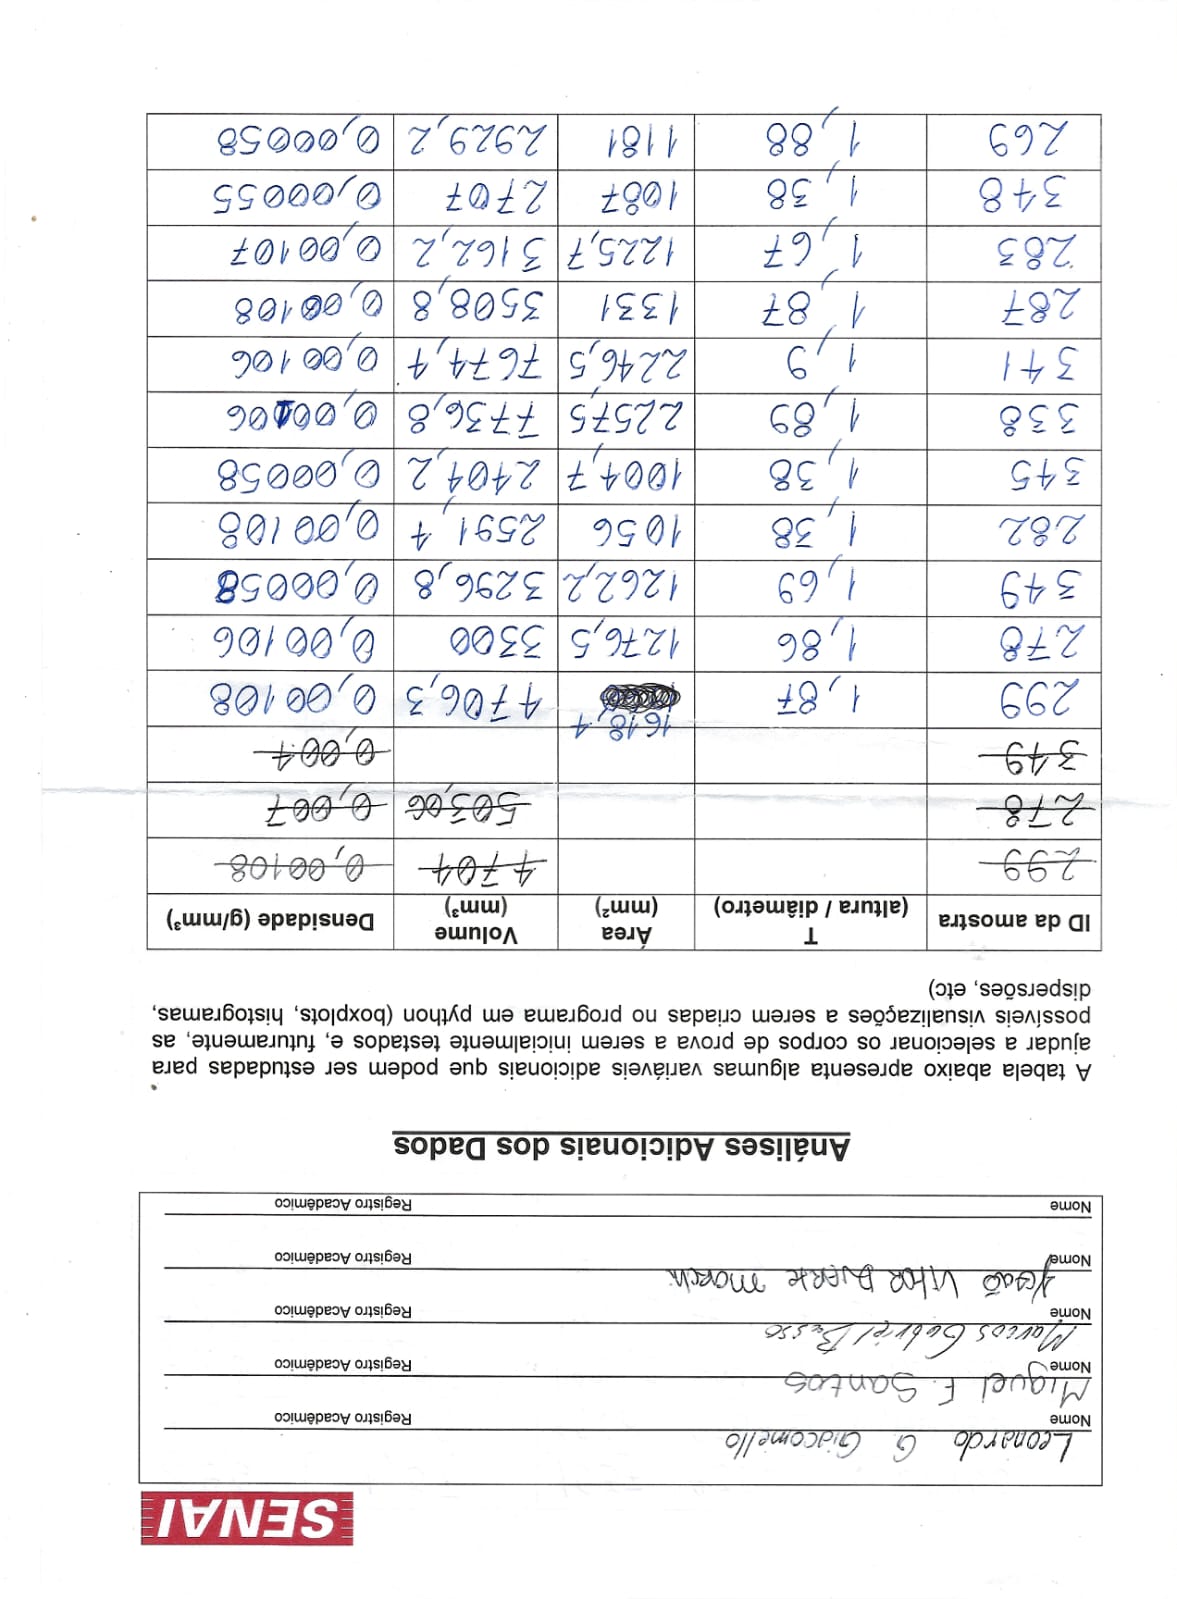 SENAI
Leonardo G. Giacomello
Nome Registro Acadêmico
Miguel F. Santos
Nome Registro Acadêmico
Marcos Gabriel Busso
Nome Registro Acadêmico
João Vitor Duarte Morch
Nome Registro Acadêmico
Nome Registro Acadêmico
Análises Adicionais dos Dados
A tabela abaixo apresenta algumas variáveis adicionais que podem ser estudadas para
ajudar a selecionar os corpos de prova a serem inicialmente testados e, futuramente, as
possíveis visualizações a serem criadas no programa em python (boxplots, histogramas,
dispersões, etc)
ID da amostra T (altura / diâmetro) Área (mm²) Volume (mm³) Densidade (g/mm³)
299 4704 0,00108
278 503,06 0,007
349 0,004
299 1,87 1618,4 4706,3 0,00108
278 1,86 1276,5 3300 0,00106
349 1,69 1262,2 3296,8 0,00058
282 1,38 1056 2591,4 0,00108
345 1,38 1004,7 2404,2 0,00058
338 1,89 2257,5 7736,8 0,00106
341 1,9 2246,5 7674,4 0,00106
287 1,87 1331 3508,8 0,00108
283 1,67 1225,7 3162,2 0,00107
348 1,38 1087 2707 0,00055
269 1,88 1181 2929,2 0,00058